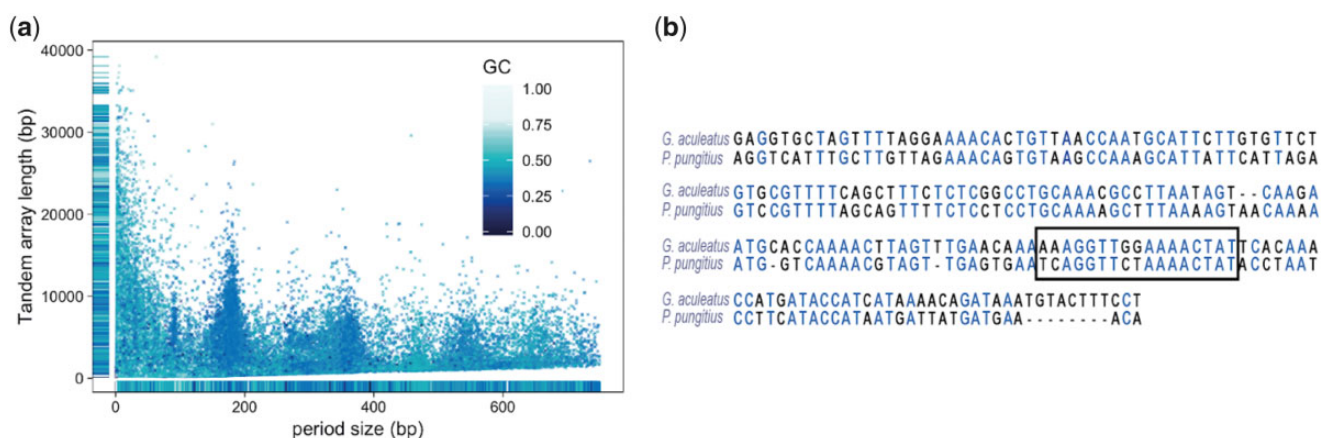 (a)
40000
30000
20000
10000
0
Tandem array length (bp)
0
200
400
600
period size (bp)
GC
1.00
0.75
0.50
0.25
0.00
(b)
G. aculeatus GAGGTGCTAGTTTTAGGAAAACACTGTTAACCAATGCATTCTTGTGTTCT
P. pungitius AGGTCATTTGCTTGTTAGAAACAGTGTAAGCCAAAGCATTATTCATTAGA
G. aculeatus GTGCGTTTTCAGCTTTCTCTCGGCCTGCAAACGCCTTAATAGT--CAAGA
P. pungitius GTCCGTTTTAGCAGTTTTCTCCTCCTGCAAAAGCTTTAAAAGTAACAAAA
G. aculeatus ATGCACCAAAACTTAGTTTGAACAAAAAAGGTTGGAAAACTATTCACAAA
P. pungitius ATG-GTCAAAACGTAGT-TGAGTGAATCAGGTTCTAAAACTATACCTAAT
G. aculeatus CCATGATACCATCATAAAACAGATAAATGTACTTTCCT
P. pungitius CCTTCATACCATAATGATTATGATGAA--------ACA